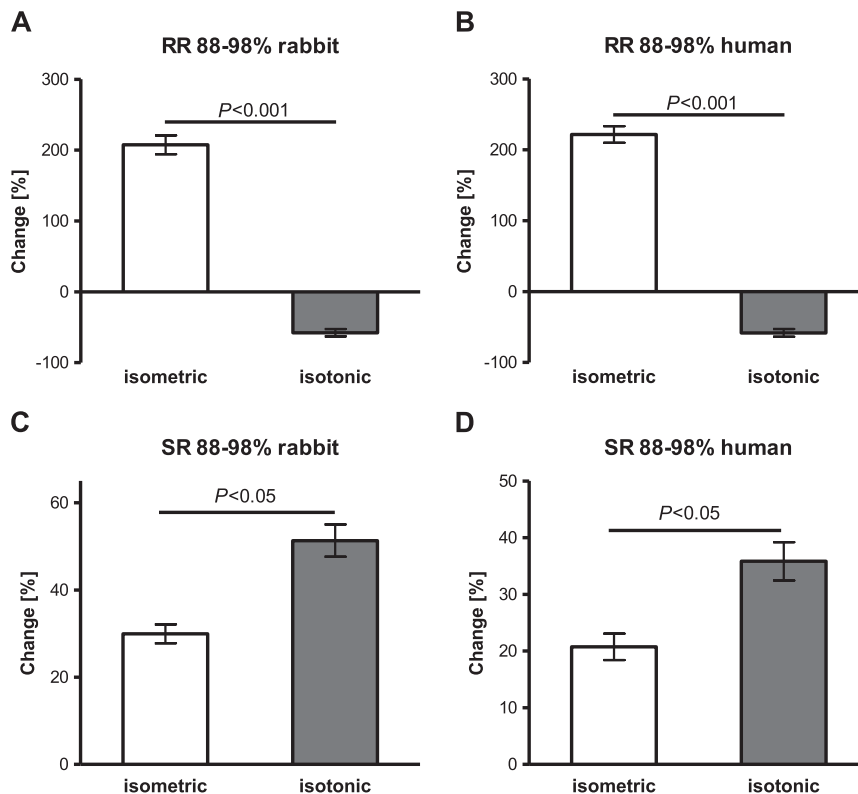 A
RR 88-98% rabbit
300
200
100
0
-100
Change [%]
P<0.001
isometric
isotonic
B
RR 88-98% human
300
200
100
0
-100
Change [%]
P<0.001
isometric
isotonic
C
SR 88-98% rabbit
60
40
20
0
Change [%]
P<0.05
isometric
isotonic
D
SR 88-98% human
50
40
30
20
10
0
Change [%]
P<0.05
isometric
isotonic